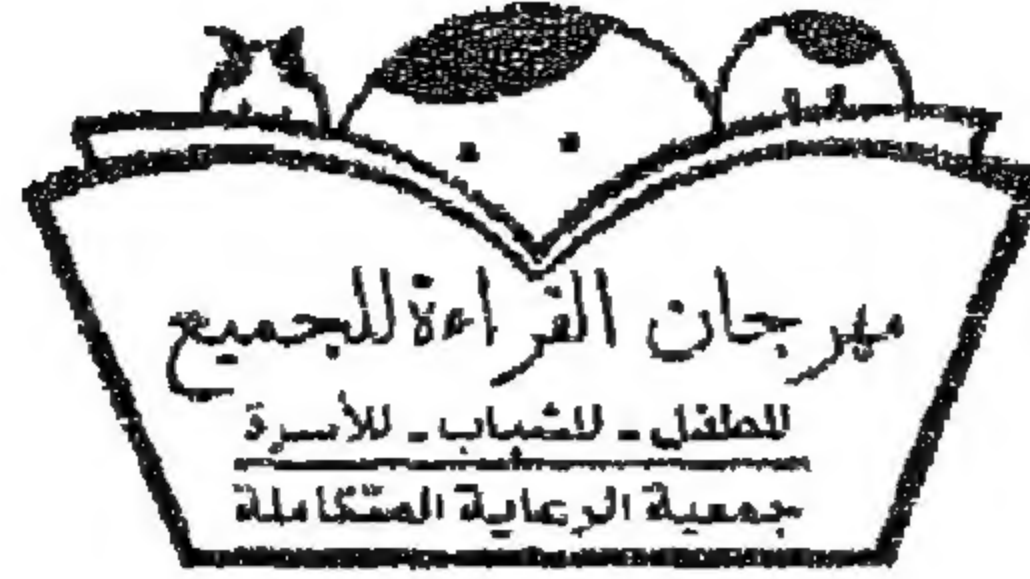 مهرجان القراءة للجميع
للطفل - للشباب - للأسرة
جمعية الرعاية المتكاملة